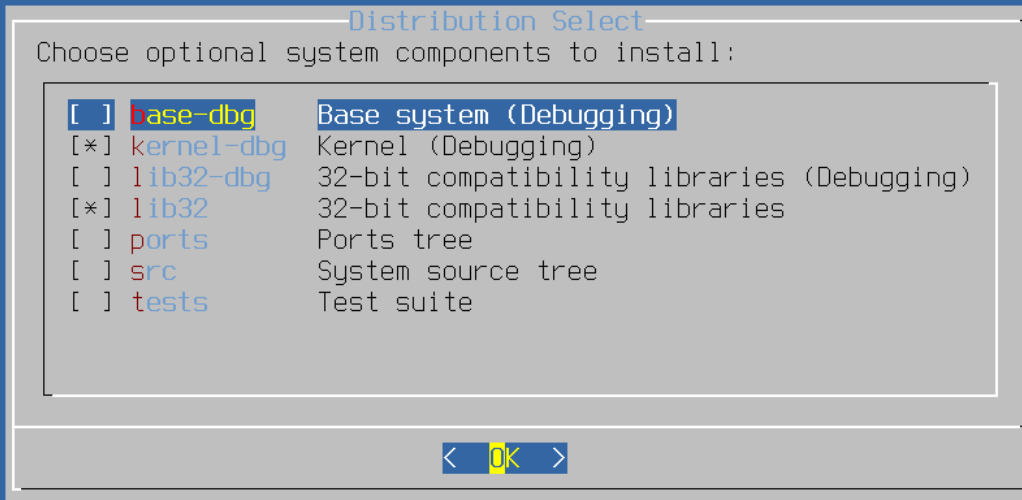 Distribution Select
Choose optional system components to install:
[ ] base-dbg Base system (Debugging)
[*] kernel-dbg Kernel (Debugging)
[ ] lib32-dbg 32-bit compatibility libraries (Debugging)
[*] lib32 32-bit compatibility libraries
[ ] ports Ports tree
[ ] src System source tree
[ ] tests Test suite
< OK >